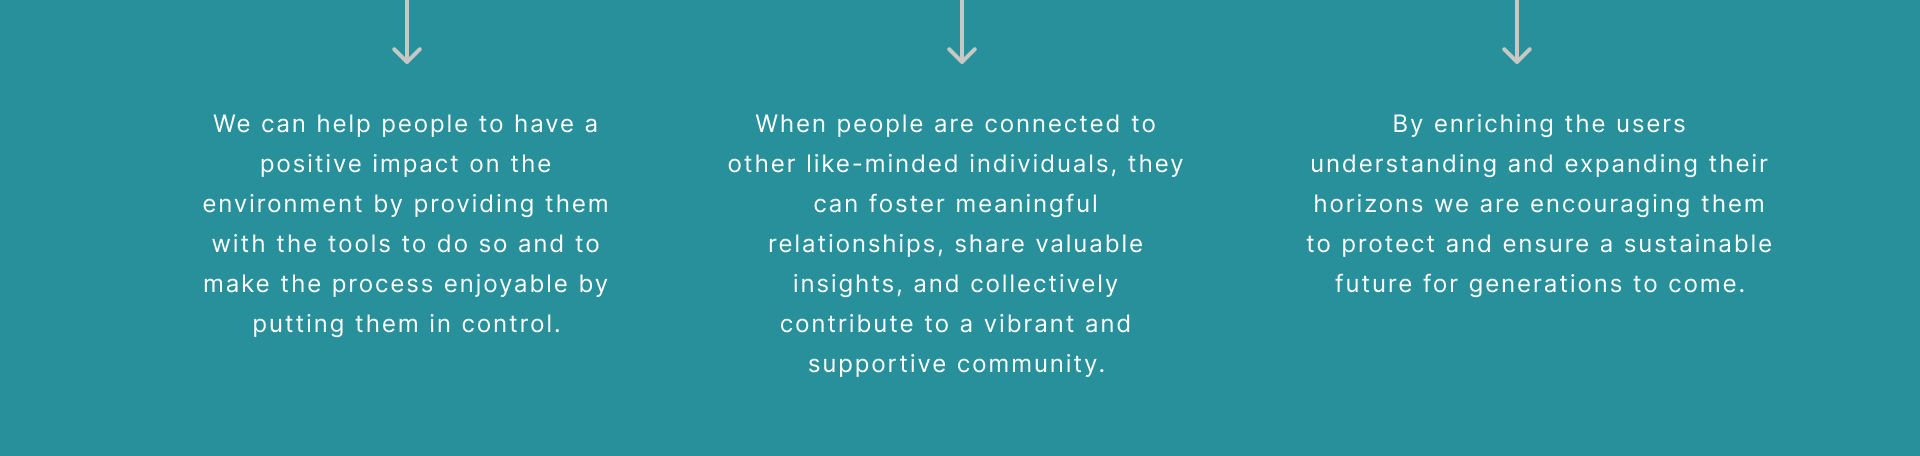 We can help people to have a
positive impact on the
environment by providing them
with the tools to do so and to
make the process enjoyable by
putting them in control.
When people are connected to
other like-minded individuals, they
can foster meaningful
relationships, share valuable
insights, and collectively
contribute to a vibrant and
supportive community.
By enriching the users
understanding and expanding their
horizons we are encouraging them
to protect and ensure a sustainable
future for generations to come.